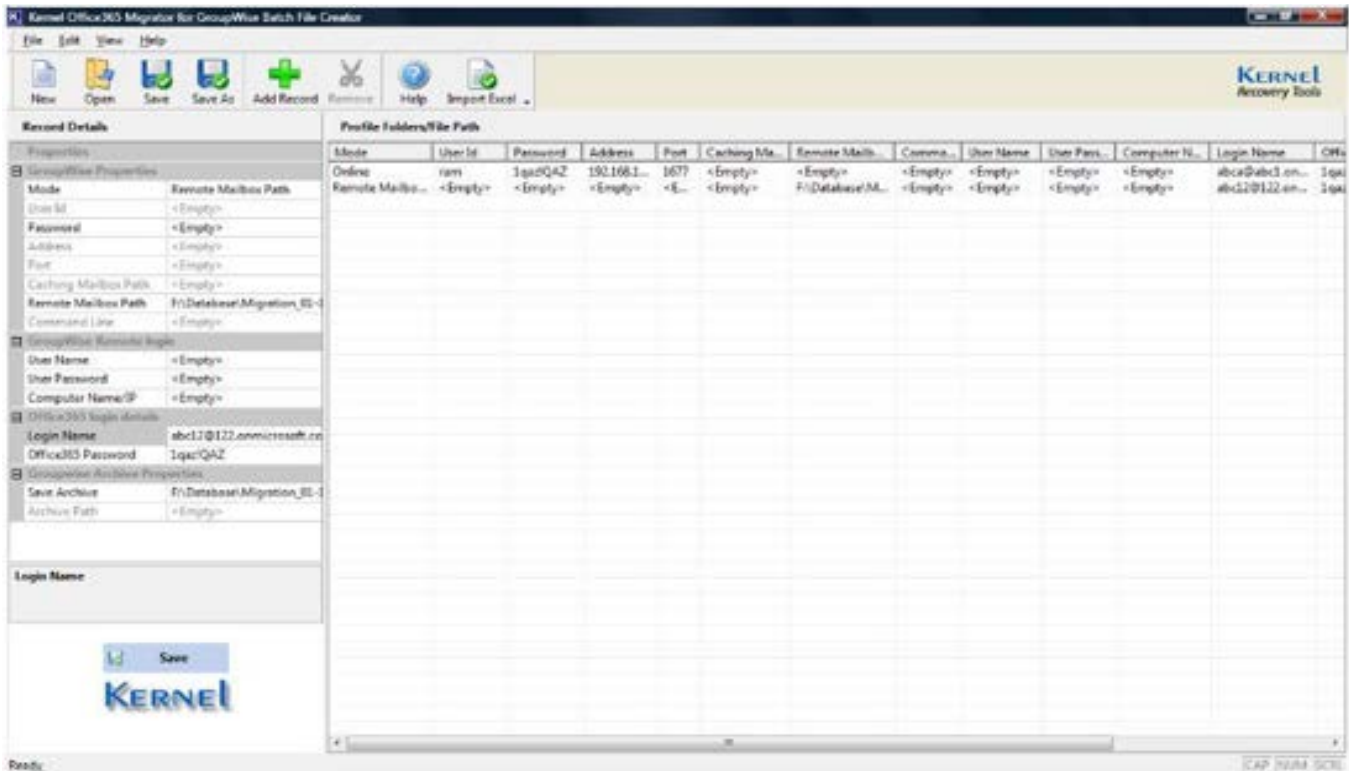 Kernel Office365 Migrator for GroupWise Batch File Creator
File Edit View Help
New Open Save Save As Add Record Remove Help Import Excel
KERNEL
Recovery Tools
Record Details
Profile Folders/File Path
Properties
Mode User Id Password Address Port Caching Ma... Remote Mailb... Comma... User Name User Pass... Computer N... Login Name Offi
Online ram 1qaz!QAZ 192.168.1... 1677 <Empty> <Empty> <Empty> <Empty> <Empty> <Empty> abca@abc1.on... 1qaz
Remote Mailbo... <Empty> <Empty> <Empty> <E... <Empty> F:\Database\M... <Empty> <Empty> <Empty> <Empty> abc12@122.on... 1qaz
GroupWise Properties
Mode Remote Mailbox Path
User Id <Empty>
Password <Empty>
Address <Empty>
Port <Empty>
Caching Mailbox Path <Empty>
Remote Mailbox Path F:\Database\Migration_01-1
Command Line <Empty>
GroupWise Remote login
User Name <Empty>
User Password <Empty>
Computer Name/IP <Empty>
Office365 login details
Login Name abc12@122.onmicrosoft.co
Office365 Password 1qaz!QAZ
Groupwise Archive Properties
Save Archive F:\Database\Migration_01-1
Archive Path <Empty>
Login Name
Save
KERNEL
Ready
CAP NUM SCRL